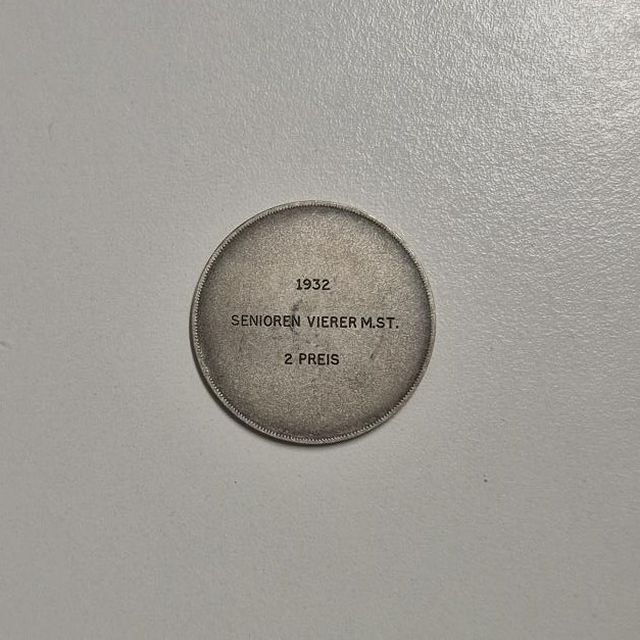 1932
SENIOREN VIERER M.ST.
2 PREIS